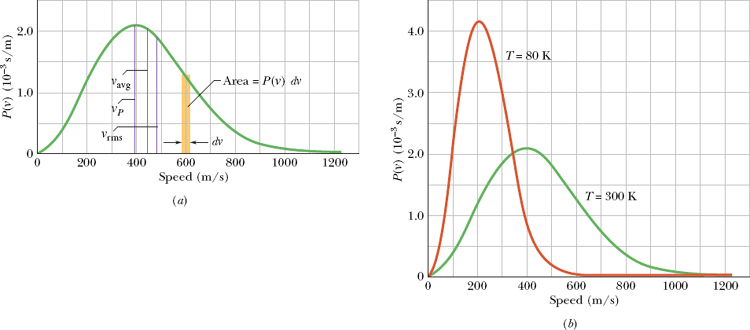 P(v) (10⁻³ s/m)
2.0
1.0
0
v_avg
v_P
v_rms
Area = P(v) dv
dv
0 200 400 600 800 1000 1200
Speed (m/s)
(a)
P(v) (10⁻³ s/m)
4.0
3.0
2.0
1.0
0
T = 80 K
T = 300 K
0 200 400 600 800 1000 1200
Speed (m/s)
(b)